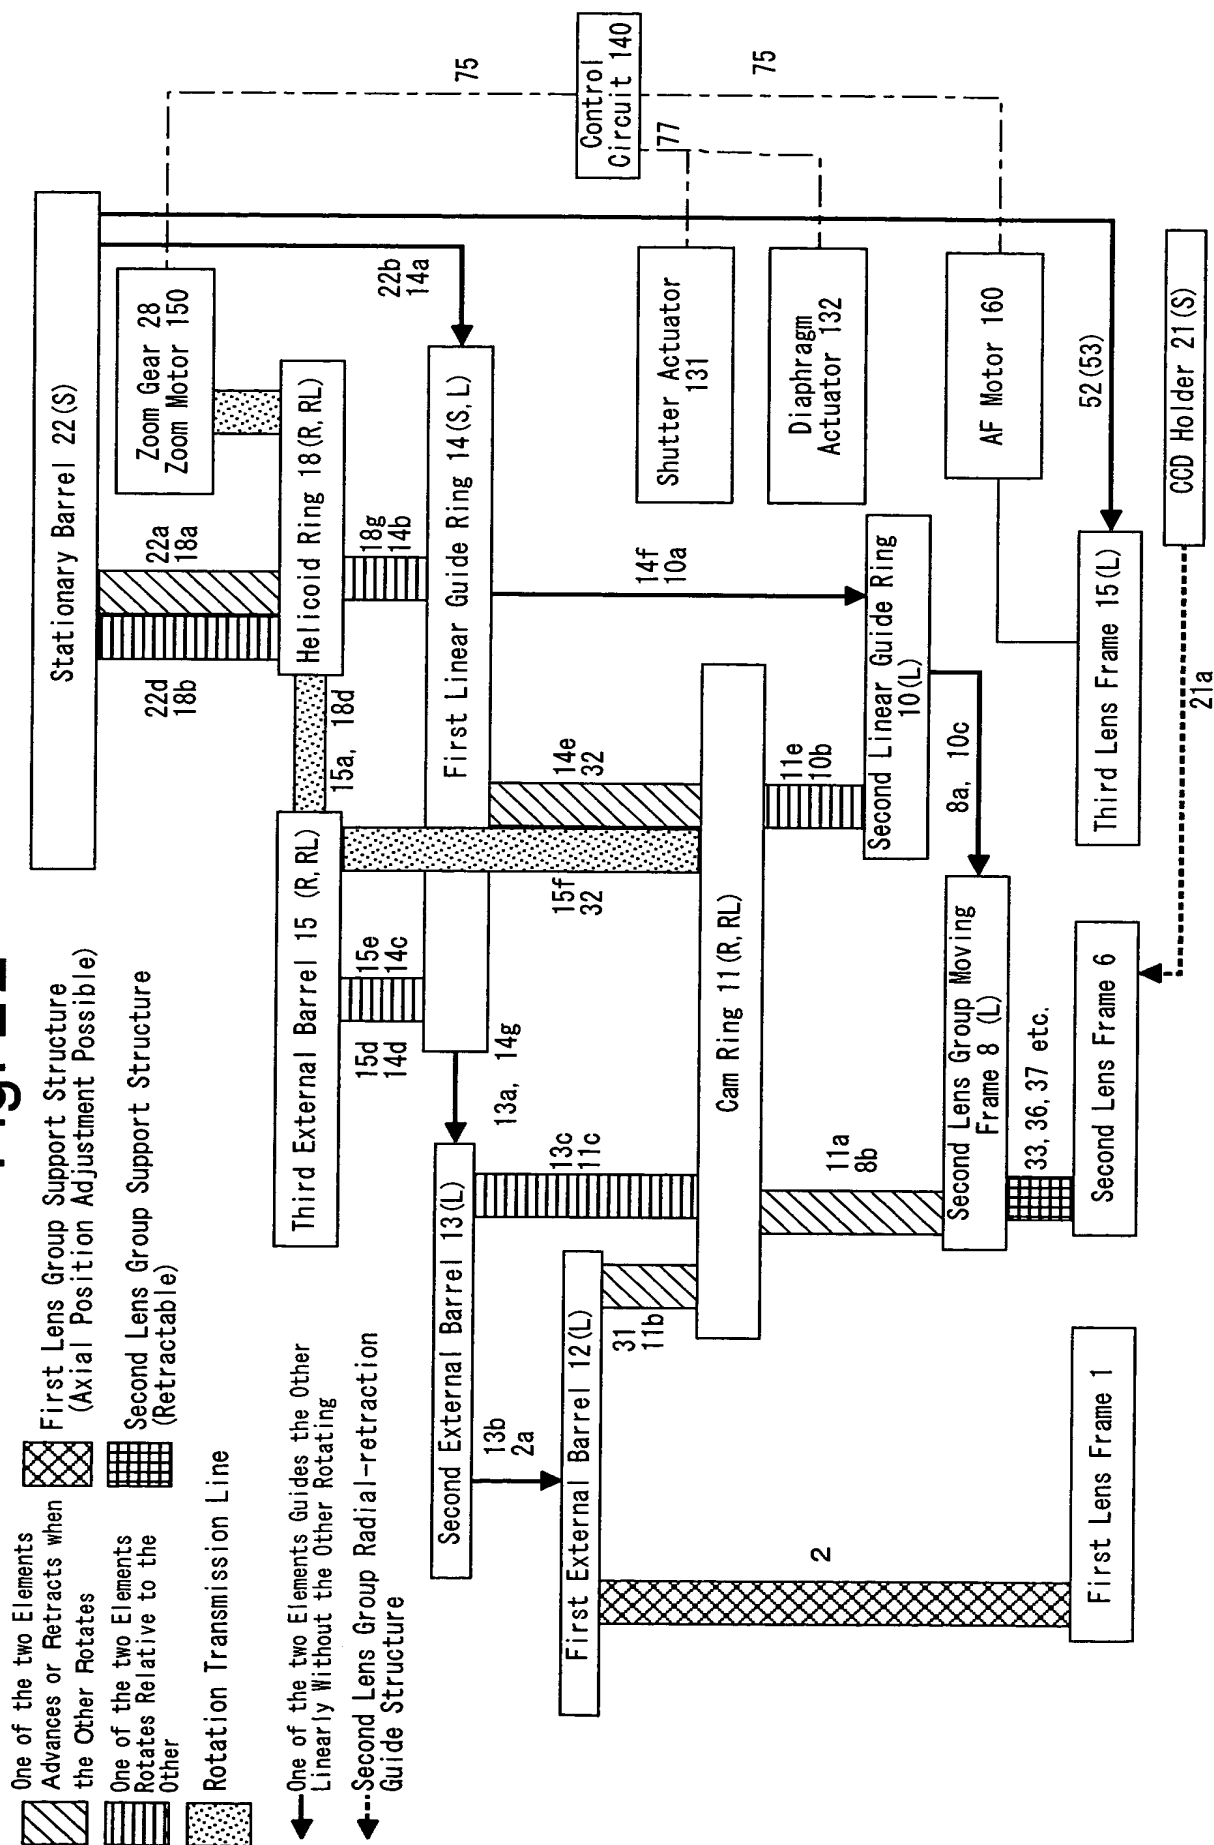 One of the two Elements
Advances or Retracts when
the Other Rotates
One of the two Elements
Rotates Relative to the
Other
Rotation Transmission Line
First Lens Group Support Structure
(Axial Position Adjustment Possible)
Second Lens Group Support Structure
(Retractable)
One of the two Elements Guides the Other
Linearly Without the Other Rotating
Second Lens Group Radial-retraction
Guide Structure
Stationary Barrel 22(S)
22d
18b
22a
18a
Zoom Gear 28
Zoom Motor 150
75
Control
Circuit 140
75
77
Third External Barrel 15 (R, RL)
15a, 18d
Helicoid Ring 18(R, RL)
22b
14a
15d
14d
15e
14c
18g
14b
Second External Barrel 13(L)
13a, 14g
First Linear Guide Ring 14(S, L)
13b
2a
13c
11c
15f
32
14e
32
14f
10a
Shutter Actuator
131
First External Barrel 12(L)
31
11b
Cam Ring 11(R, RL)
Diaphragm
Actuator 132
11a
8b
11e
10b
Second Linear Guide Ring
10(L)
2
Second Lens Group Moving
Frame 8 (L)
8a, 10c
AF Motor 160
33, 36, 37 etc.
52(53)
First Lens Frame 1
Second Lens Frame 6
Third Lens Frame 15(L)
CCD Holder 21(S)
21a